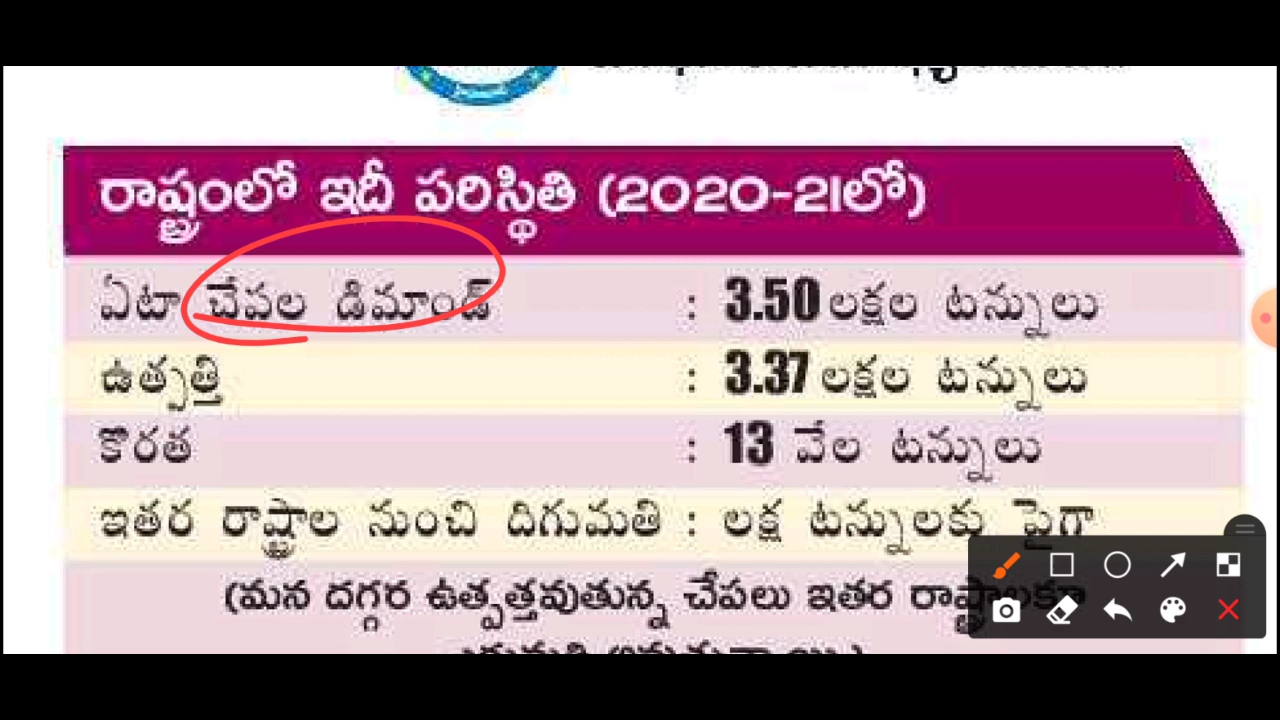 రాష్ట్రంలో ఇదీ పరిస్థితి (2020-21లో)
ఏటా చేపల డిమాండ్ : 3.50 లక్షల టన్నులు
ఉత్పత్తి : 3.37 లక్షల టన్నులు
కొరత : 13 వేల టన్నులు
ఇతర రాష్ట్రాల నుంచి దిగుమతి : లక్ష టన్నులకు పైగా
(మన దగ్గర ఉత్పత్తవుతున్న చేపలు ఇతర రాష్ట్రాలకూ